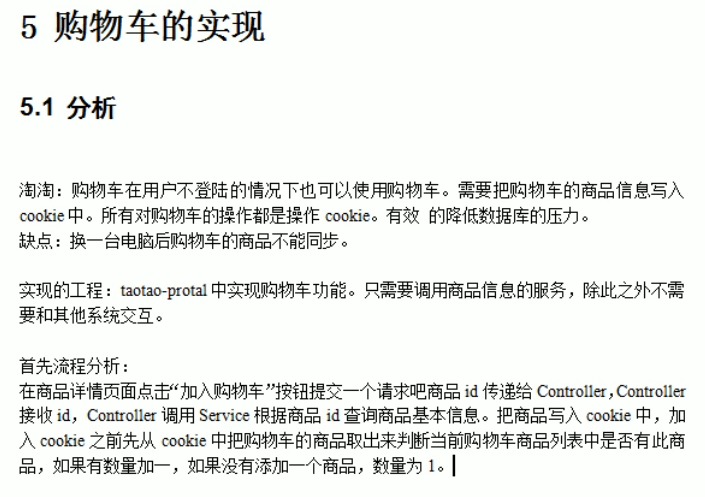 5 购物车的实现
5.1 分析
淘淘：购物车在用户不登陆的情况下也可以使用购物车。需要把购物车的商品信息写入
cookie 中。所有对购物车的操作都是操作 cookie。有效 的降低数据库的压力。
缺点：换一台电脑后购物车的商品不能同步。
实现的工程：taotao-protal 中实现购物车功能。只需要调用商品信息的服务，除此之外不需
要和其他系统交互。
首先流程分析：
在商品详情页面点击“加入购物车”按钮提交一个请求吧商品 id 传递给 Controller，Controller
接收 id，Controller 调用 Service 根据商品 id 查询商品基本信息。把商品写入 cookie 中，加
入 cookie 之前先从 cookie 中把购物车的商品取出来判断当前购物车商品列表中是否有此商
品，如果有数量加一，如果没有添加一个商品，数量为 1。